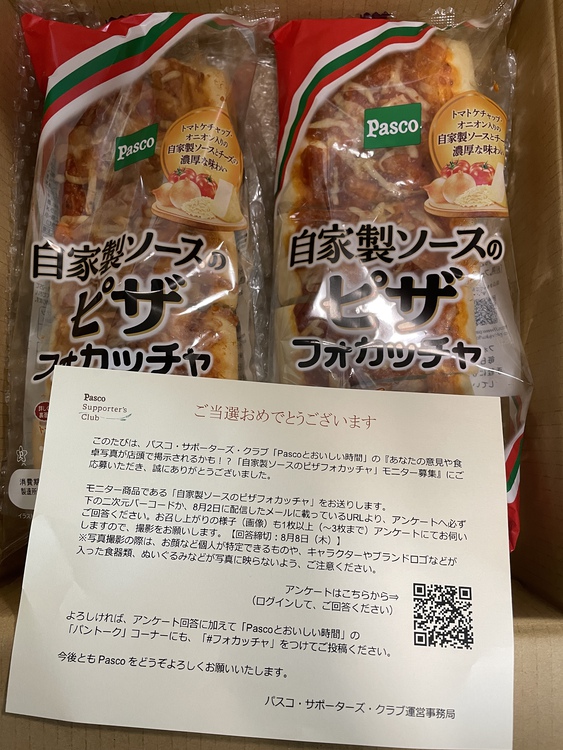 Pasco
トマトケチャップ、
オニオン入りの
自家製ソースとチーズの
濃厚な味わい
自家製ソースの
ピザ
フォカッチャ
Pasco
トマトケチャップ、
オニオン入りの
自家製ソースとチーズの
濃厚な味わい
自家製ソースの
ピザ
フォカッチャ
消費期
製造所
Pasco
Supporter's
Club
ご当選おめでとうございます
このたびは、パスコ・サポーターズ・クラブ「Pascoとおいしい時間」の『あなたの意見や食
卓写真が店頭で掲示されるかも！？「自家製ソースのピザフォカッチャ」モニター募集』にご
応募いただき、誠にありがとうございました。
モニター商品である「自家製ソースのピザフォカッチャ」をお送りします。
下の二次元バーコードか、8月2日に配信したメールに載っているURLより、アンケートへ必ず
ご回答ください。お召し上がりの様子（画像）も1枚以上（～3枚まで）アンケートにてお伺い
しますので、撮影をお願いします。【回答締切：8月8日（木）】
※写真撮影の際は、お顔など個人が特定できるものや、キャラクターやブランドロゴなどが
入った食器類、ぬいぐるみなどが写真に映らないよう、ご注意ください。
アンケートはこちらから⇒
（ログインして、ご回答ください）
よろしければ、アンケート回答に加えて「Pascoとおいしい時間」の
「パントーク」コーナーにも、「#フォカッチャ」をつけてご投稿ください。
今後とも Pasco をどうぞよろしくお願いいたします。
パスコ・サポーターズ・クラブ運営事務局